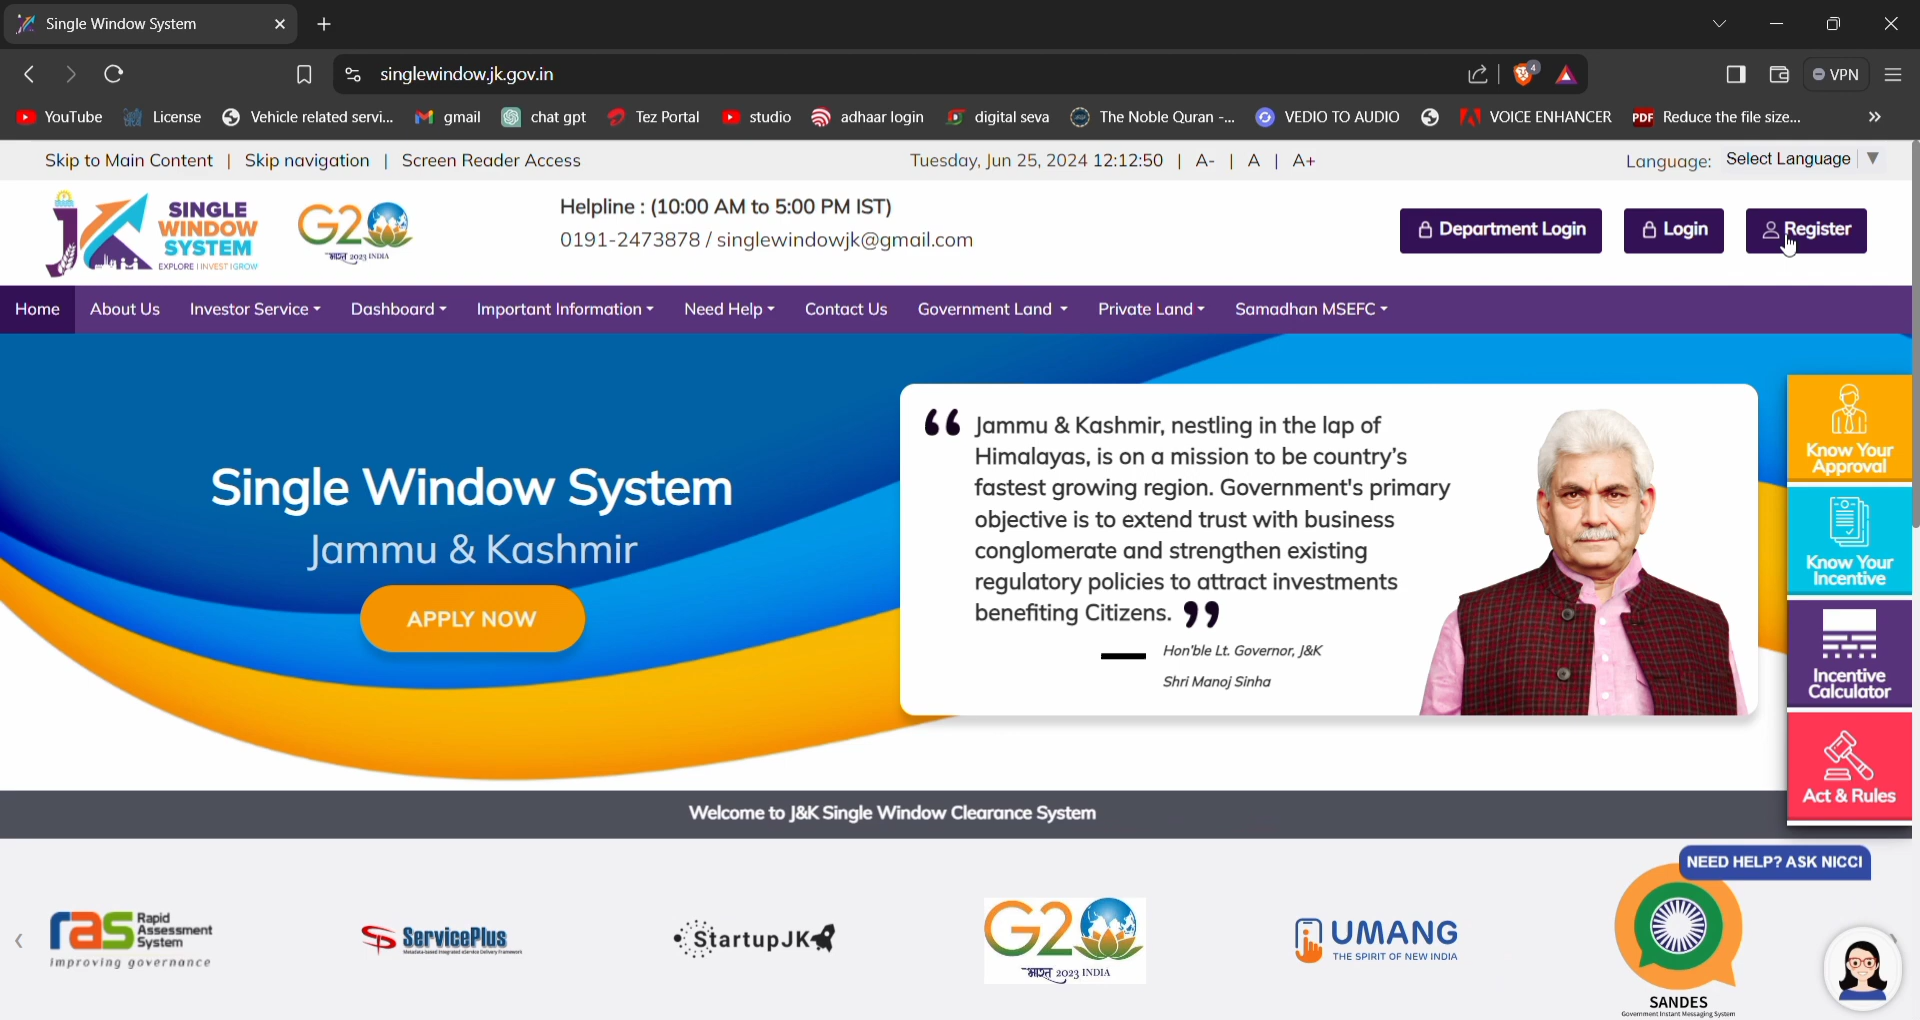 Single Window System
singlewindow.jk.gov.in
4
VPN
YouTube
License
Vehicle related servi...
gmail
chat gpt
Tez Portal
studio
adhaar login
digital seva
The Noble Quran -...
VEDIO TO AUDIO
VOICE ENHANCER
PDF
Reduce the file size...
Skip to Main Content | Skip navigation | Screen Reader Access
Tuesday, Jun 25, 2024 12:12:50 | A- | A | A+
Language: Select Language
SINGLE
WINDOW
SYSTEM
EXPLORE | INVEST | GROW
G20
भारत 2023 INDIA
Helpline : (10:00 AM to 5:00 PM IST)
0191-2473878 / singlewindowjk@gmail.com
Department Login
Login
Register
Home
About Us
Investor Service
Dashboard
Important Information
Need Help
Contact Us
Government Land
Private Land
Samadhan MSEFC
Single Window System
Jammu & Kashmir
APPLY NOW
“ Jammu & Kashmir, nestling in the lap of
Himalayas, is on a mission to be country's
fastest growing region. Government's primary
objective is to extend trust with business
conglomerate and strengthen existing
regulatory policies to attract investments
benefiting Citizens. ”
Hon'ble Lt. Governor, J&K
Shri Manoj Sinha
Know Your
Approval
Know Your
Incentive
Incentive
Calculator
Act & Rules
Welcome to J&K Single Window Clearance System
NEED HELP? ASK NICCI
ras Rapid
Assessment
System
improving governance
ServicePlus
Metadata-based Integrated eService Delivery Framework
StartupJK
G20
भारत 2023 INDIA
UMANG
THE SPIRIT OF NEW INDIA
SANDES
Government Instant Messaging System